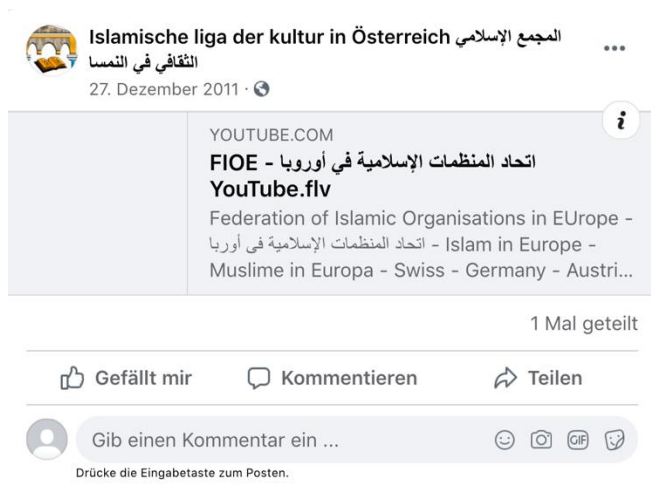 Islamische liga der kultur in Österreich المجمع الإسلامي
الثقافي في النمسا
27. Dezember 2011 ·
YOUTUBE.COM
اتحاد المنظمات الإسلامية في أوروبا - FIOE
YouTube.flv
Federation of Islamic Organisations in EUrope -
اتحاد المنظمات الإسلامية فى أوربا - Islam in Europe -
Muslime in Europa - Swiss - Germany - Austri...
1 Mal geteilt
Gefällt mir Kommentieren Teilen
Gib einen Kommentar ein ... GIF
Drücke die Eingabetaste zum Posten.